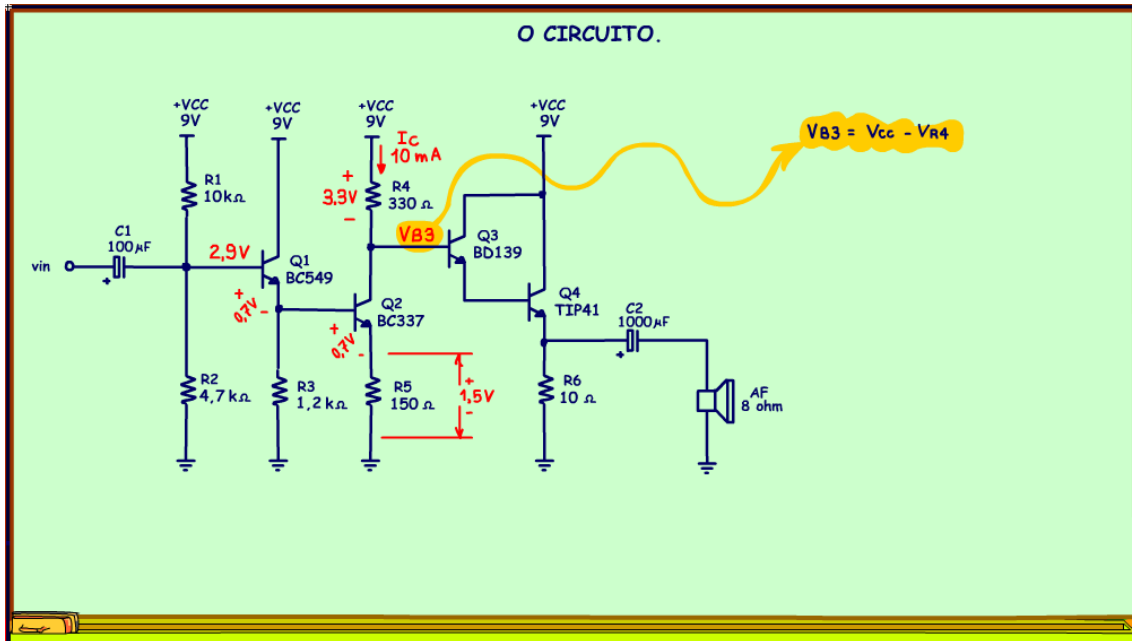 O CIRCUITO.
+VCC
9V
+VCC
9V
+VCC
9V
+VCC
9V
VB3 = Vcc - VR4
Ic
10 mA
R1
10kΩ
+
3.3V
-
R4
330 Ω
C1
100µF
vin
+
2,9V
Q1
BC549
VB3
Q3
BD139
+
0,7V
-
Q2
BC337
+
0,7V
-
Q4
TIP41
C2
1000µF
+
R2
4,7 kΩ
R3
1,2 kΩ
R5
150 Ω
+
1,5V
-
R6
10 Ω
AF
8 ohm